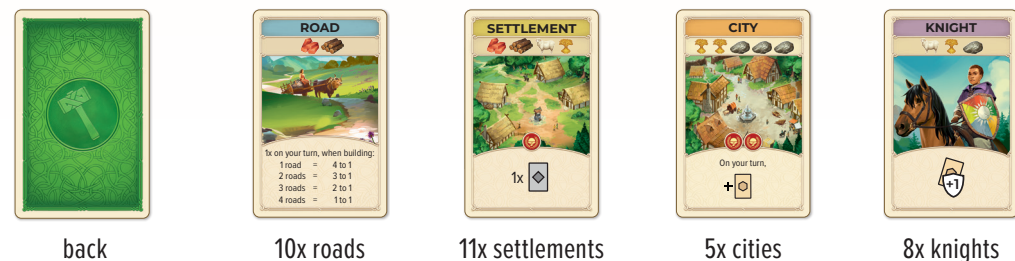 ROAD
1x on your turn, when building:
1 road = 4 to 1
2 roads = 3 to 1
3 roads = 2 to 1
4 roads = 1 to 1
SETTLEMENT
1x
CITY
On your turn,
+
KNIGHT
+1
back
10x roads
11x settlements
5x cities
8x knights